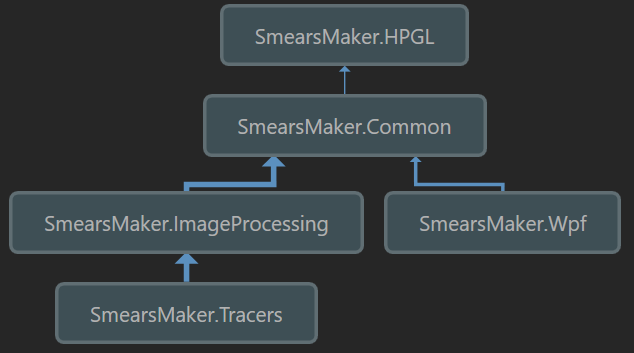 SmearsMaker.HPGL
SmearsMaker.Common
SmearsMaker.ImageProcessing
SmearsMaker.Wpf
SmearsMaker.Tracers